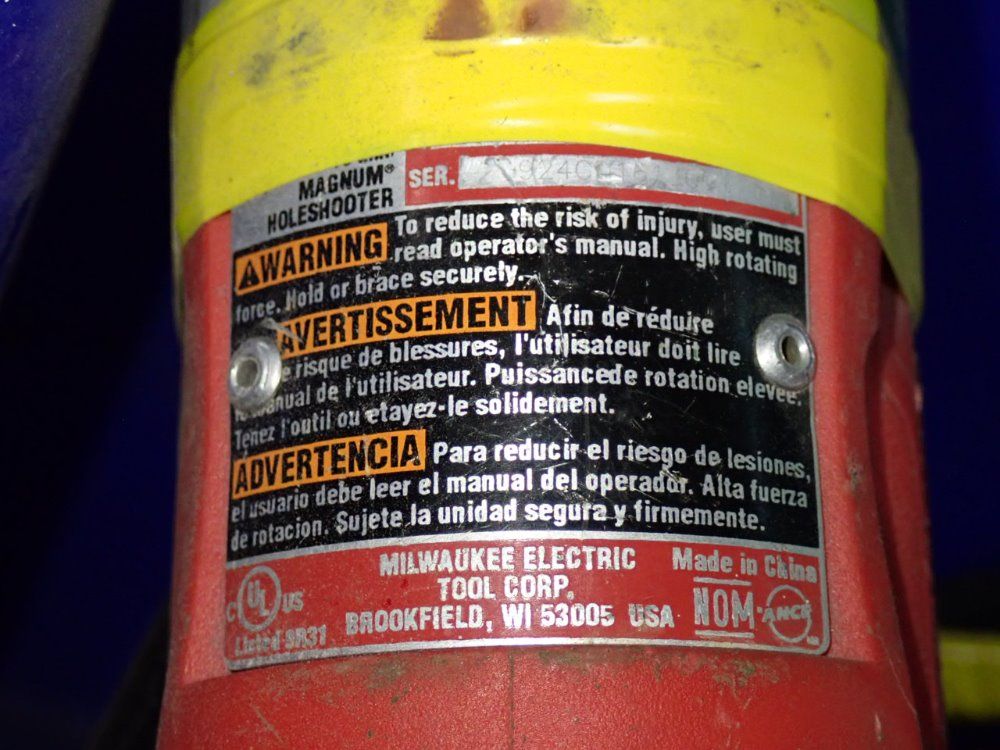 MAGNUM®
HOLESHOOTER
SER.
WARNING To reduce the risk of injury, user must
read operator's manual. High rotating
force. Hold or brace securely.
AVERTISSEMENT Afin de réduire
risque de blessures, l'utilisateur doit lire
manual de l'utilisateur. Puissancede rotation elevée.
Tenez l'outil ou etayez-le solidement.
ADVERTENCIA Para reducir el riesgo de lesiones,
el usuario debe leer el manual del operador. Alta fuerza
de rotacion. Sujete la unidad segura y firmemente.
MILWAUKEE ELECTRIC
TOOL CORP.
BROOKFIELD, WI 53005 USA
Made in China
C UL US
Listed
NOM-ANCE